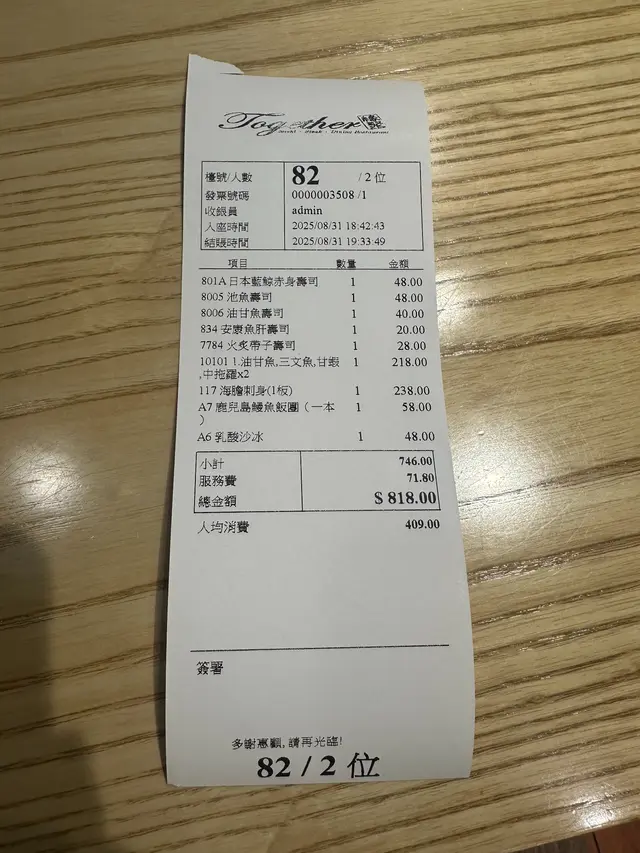 Together
檯號/人數 82 / 2 位
發票號碼 0000003508 /1
收銀員 admin
入座時間 2025/08/31 18:42:43
結賬時間 2025/08/31 19:33:49
項目 數量 金額
801A 日本藍鯨赤身壽司 1 48.00
8005 池魚壽司 1 48.00
8006 油甘魚壽司 1 40.00
834 安康魚肝壽司 1 20.00
7784 火炙帶子壽司 1 28.00
10101 1.油甘魚,三文魚,甘蝦 1 218.00
,中拖羅x2
117 海膽刺身(1板) 1 238.00
A7 鹿兒島鰻魚飯團（一本 1 58.00
）
A6 乳酸沙冰 1 48.00
小計 746.00
服務費 71.80
總金額 $ 818.00
人均消費 409.00
簽署
多謝惠顧,請再光臨!
82 / 2 位